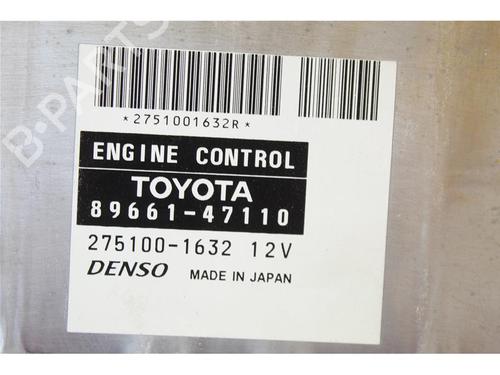 *2751001632R*
ENGINE CONTROL
TOYOTA
89661-47110
275100-1632 12V
DENSO MADE IN JAPAN
B-PARTS